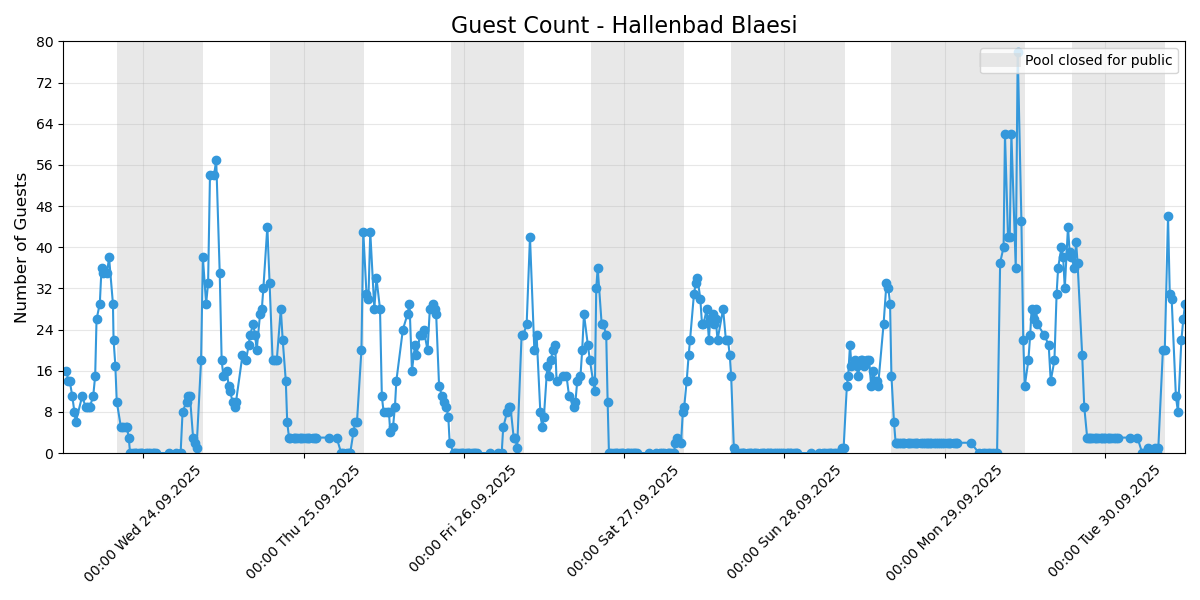 Guest Count - Hallenbad Blaesi
Pool closed for public
Number of Guests
80
72
64
56
48
40
32
24
16
8
0
00:00 Wed 24.09.2025
00:00 Thu 25.09.2025
00:00 Fri 26.09.2025
00:00 Sat 27.09.2025
00:00 Sun 28.09.2025
00:00 Mon 29.09.2025
00:00 Tue 30.09.2025